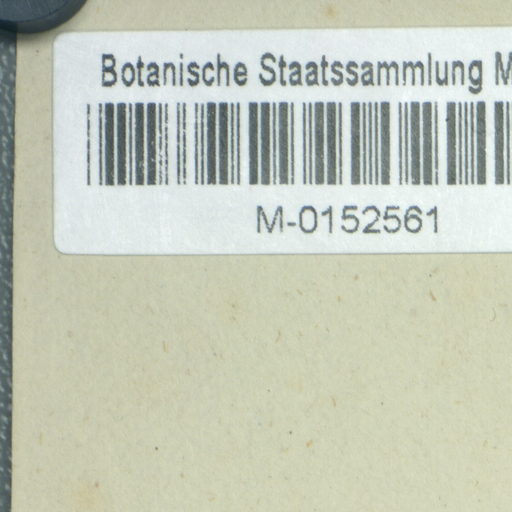 Botanische Staatssammlung M
M-0152561